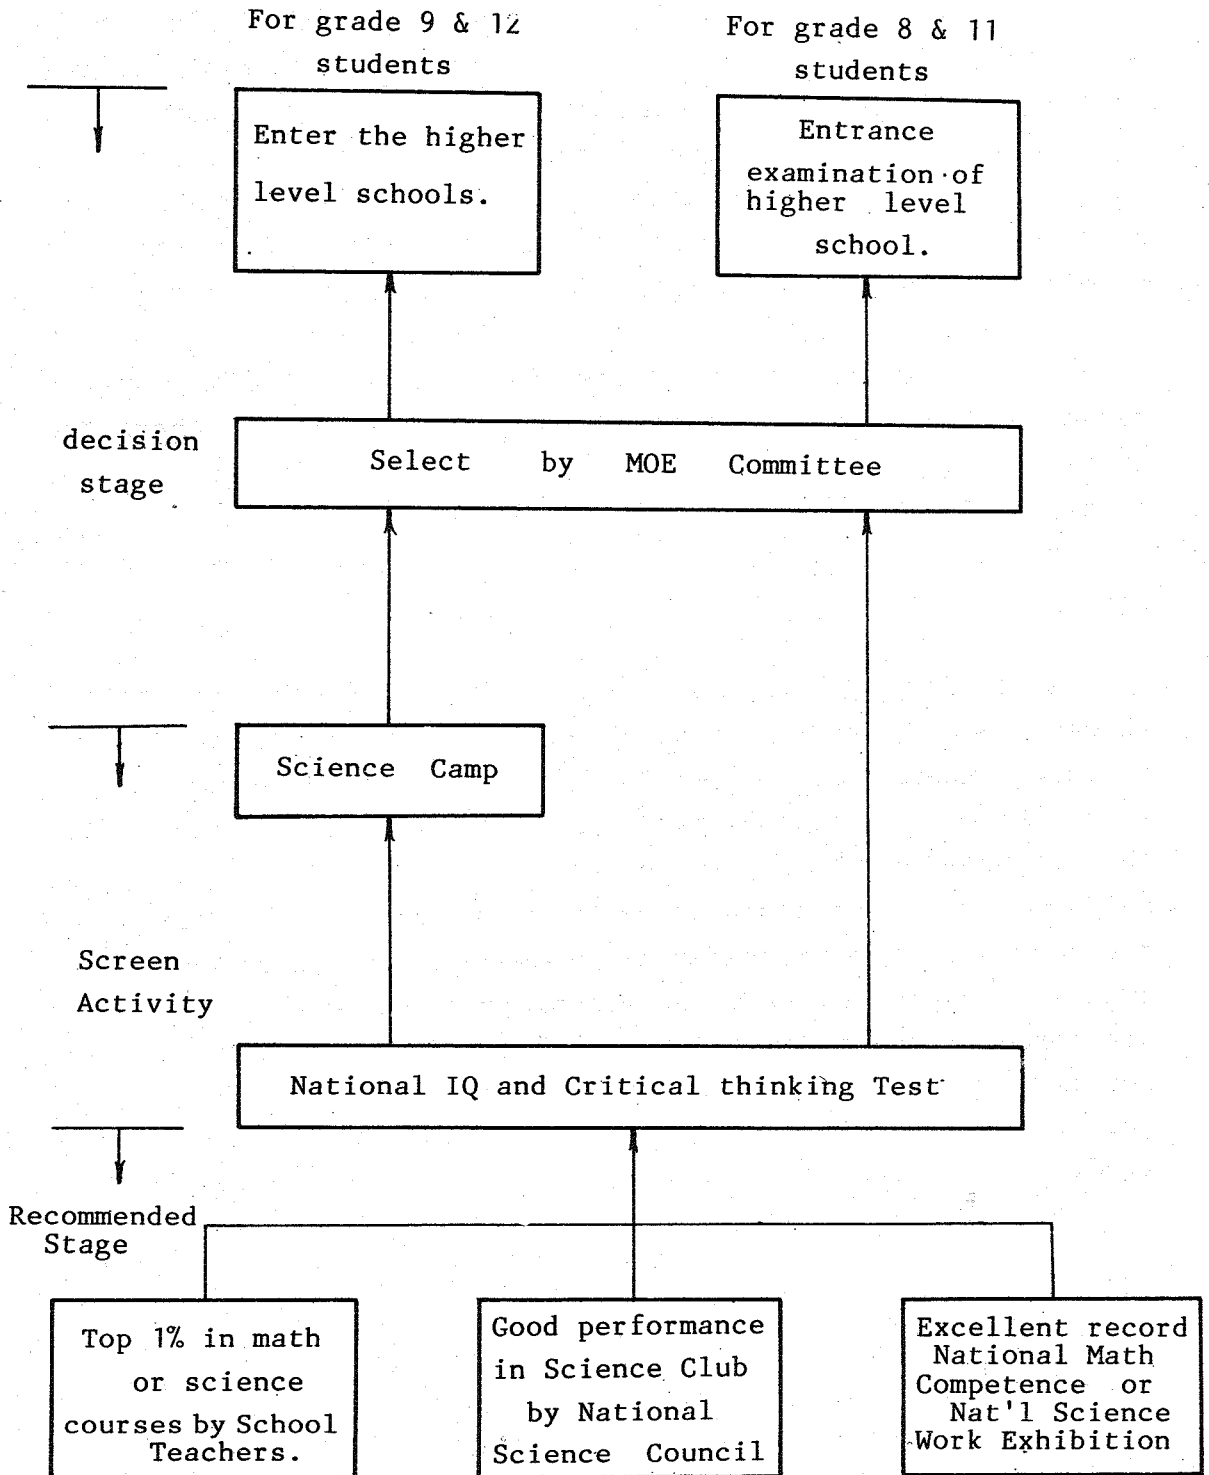 For grade 9 & 12
students
For grade 8 & 11
students
Enter the higher
level schools.
Entrance
examination of
higher level
school.
decision
stage
Select by MOE Committee
Science Camp
Screen
Activity
National IQ and Critical thinking Test
Recommended
Stage
Top 1% in math
or science
courses by School
Teachers.
Good performance
in Science Club
by National
Science Council
Excellent record
National Math
Competence or
Nat'l Science
Work Exhibition